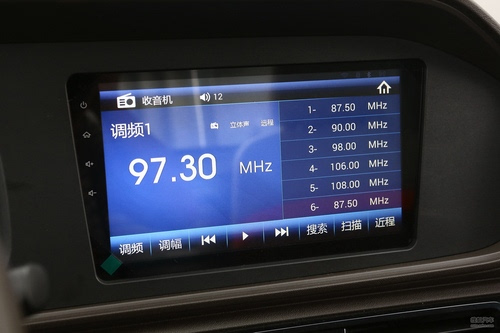 收音机 12
调频1 立体声 远程
97.30 MHz
1- 87.50 MHz
2- 90.00 MHz
3- 98.00 MHz
4- 106.00 MHz
5- 108.00 MHz
6- 87.50 MHz
调频 调幅 搜索 扫描 近程